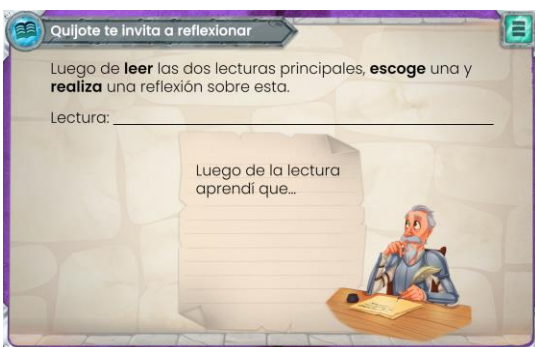 Quijote te invita a reflexionar
Luego de leer las dos lecturas principales, escoge una y
realiza una reflexión sobre esta.
Lectura:
Luego de la lectura
aprendí que...